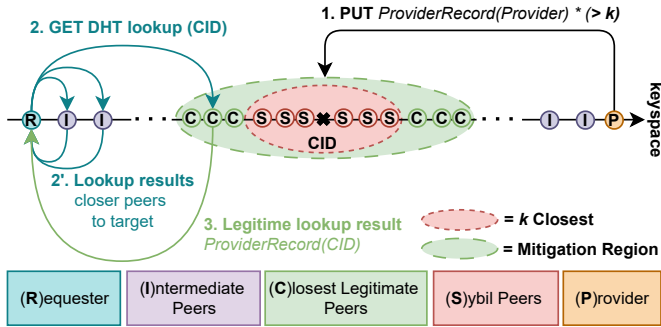 1. PUT ProviderRecord(Provider) * (> k)
2. GET DHT lookup (CID)
keyspace
R I I ... C C C S S S S S S C C C ... I I P
CID
2'. Lookup results
closer peers
to target
3. Legitime lookup result
ProviderRecord(CID)
= k Closest
= Mitigation Region
(R)equester
(I)ntermediate
Peers
(C)losest Legitimate
Peers
(S)ybil Peers
(P)rovider